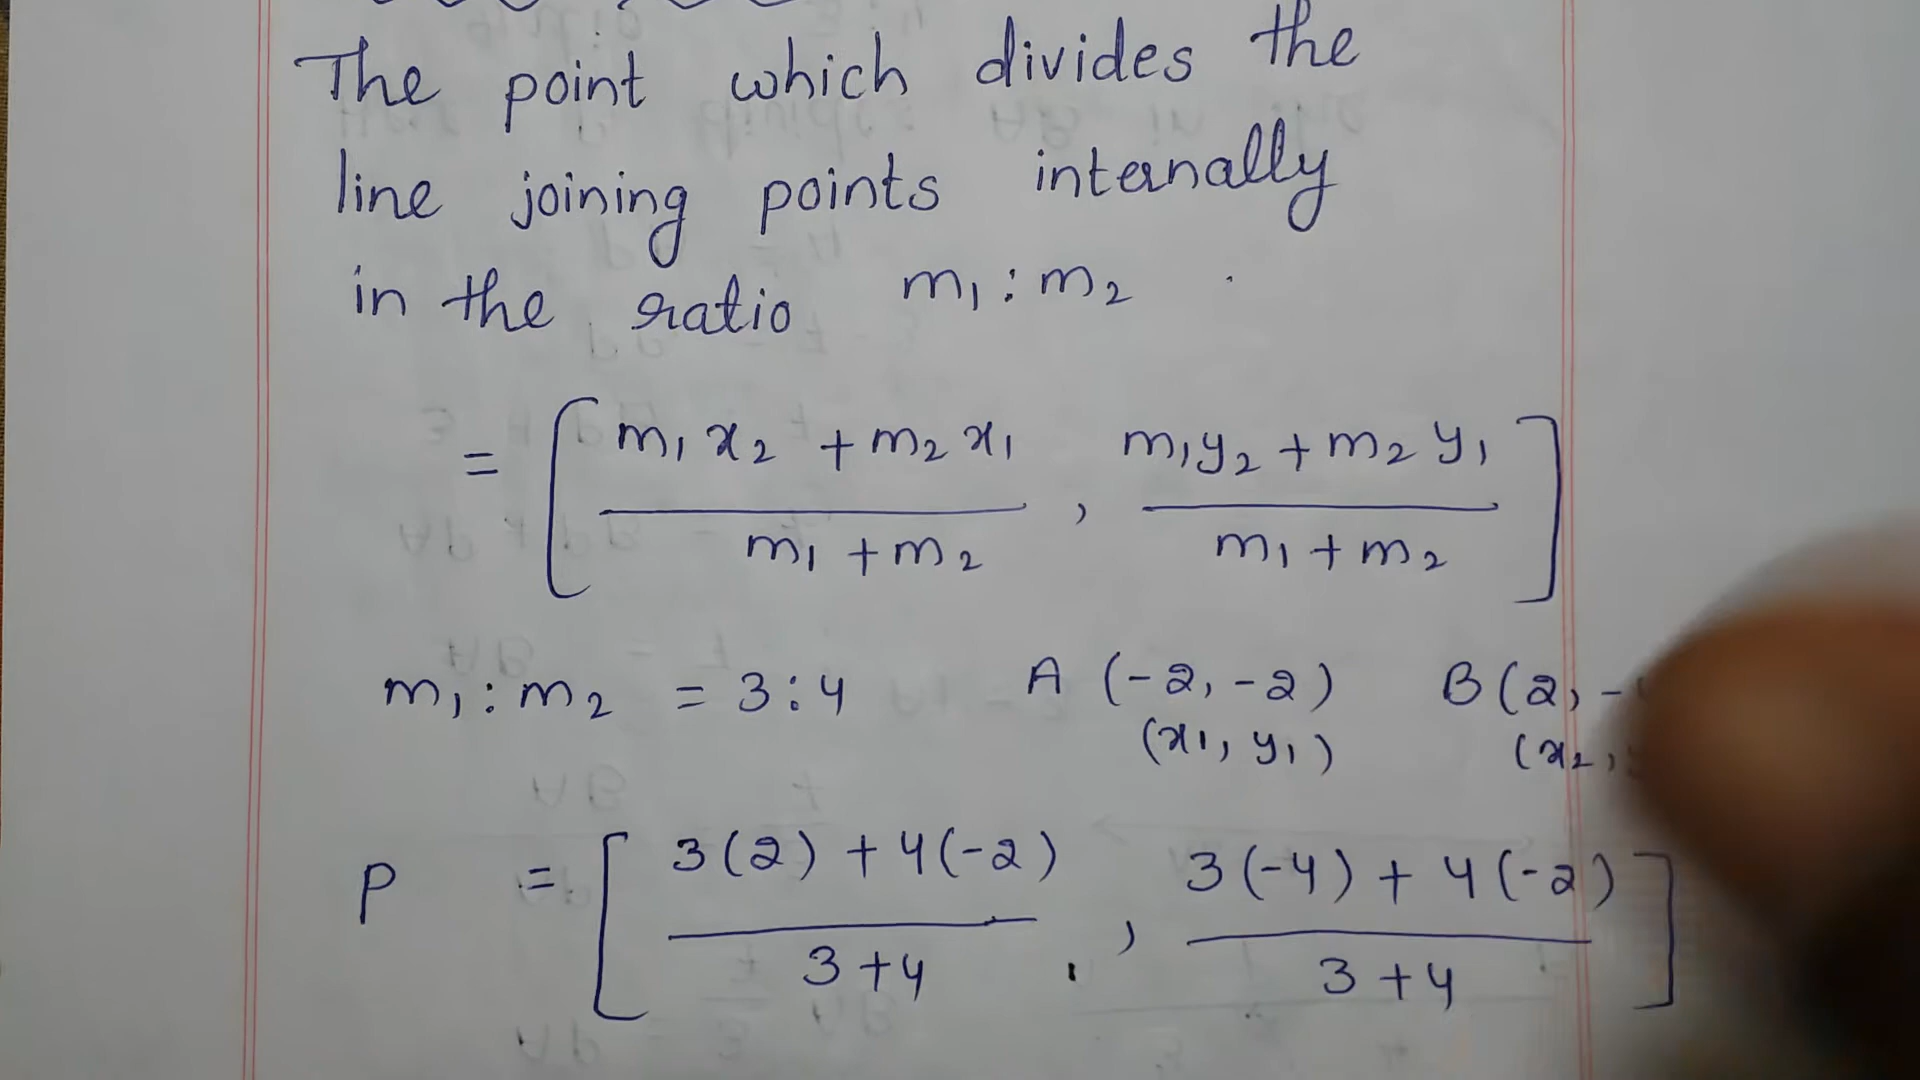 The point which divides the
line joining points internally
in the ratio m₁ : m₂
= [ (m₁x₂ + m₂x₁)/(m₁ + m₂) , (m₁y₂ + m₂y₁)/(m₁ + m₂) ]
m₁ : m₂ = 3 : 4 A (-2, -2) B (2, -
(x₁, y₁) (x₂,
P = [ (3(2) + 4(-2))/(3 + 4) , (3(-4) + 4(-2))/(3 + 4) ]